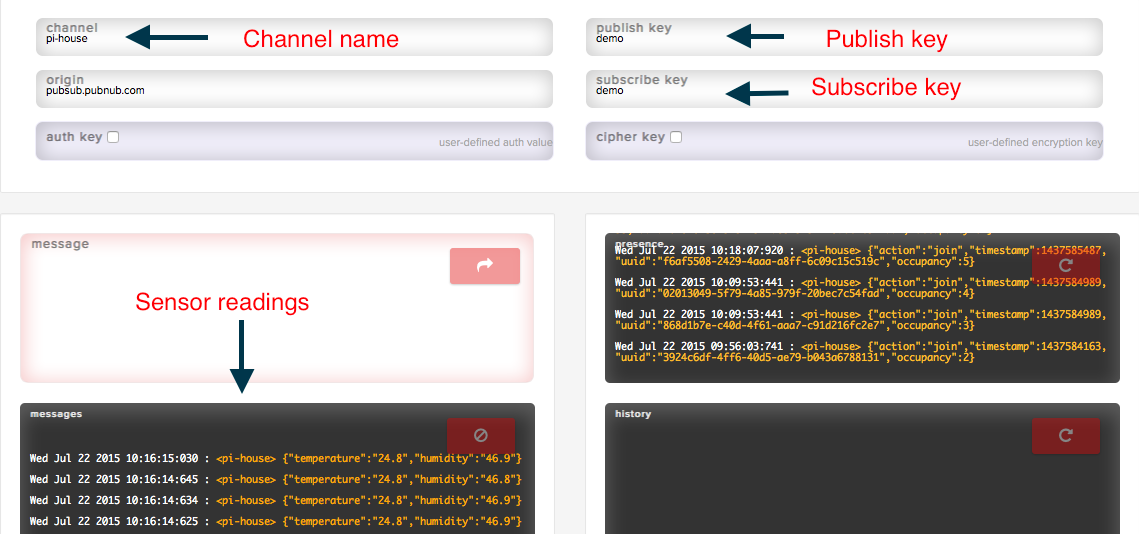 channel
pi-house
Channel name
publish key
demo
Publish key
origin
pubsub.pubnub.com
subscribe key
demo
Subscribe key
auth key
user-defined auth value
cipher key
user-defined encryption key
message
Sensor readings
presence
Wed Jul 22 2015 10:18:07:920 : <pi-house> {"action":"join","timestamp":1437585487,
"uuid":"f6af5508-2429-4aaa-a8ff-6c09c15c519c","occupancy":5}
Wed Jul 22 2015 10:09:53:441 : <pi-house> {"action":"join","timestamp":1437584989,
"uuid":"02013049-5f79-4a85-979f-20bec7c54fad","occupancy":4}
Wed Jul 22 2015 10:09:53:441 : <pi-house> {"action":"join","timestamp":1437584989,
"uuid":"868d1b7e-c40d-4f61-aaa7-c91d216fc2e7","occupancy":3}
Wed Jul 22 2015 09:56:03:741 : <pi-house> {"action":"join","timestamp":1437584163,
"uuid":"3924c6df-4ff6-40d5-ae79-b043a6788131","occupancy":2}
messages
Wed Jul 22 2015 10:16:15:030 : <pi-house> {"temperature":"24.8","humidity":"46.9"}
Wed Jul 22 2015 10:16:14:645 : <pi-house> {"temperature":"24.8","humidity":"46.8"}
Wed Jul 22 2015 10:16:14:634 : <pi-house> {"temperature":"24.8","humidity":"46.9"}
Wed Jul 22 2015 10:16:14:625 : <pi-house> {"temperature":"24.8","humidity":"46.9"}
history